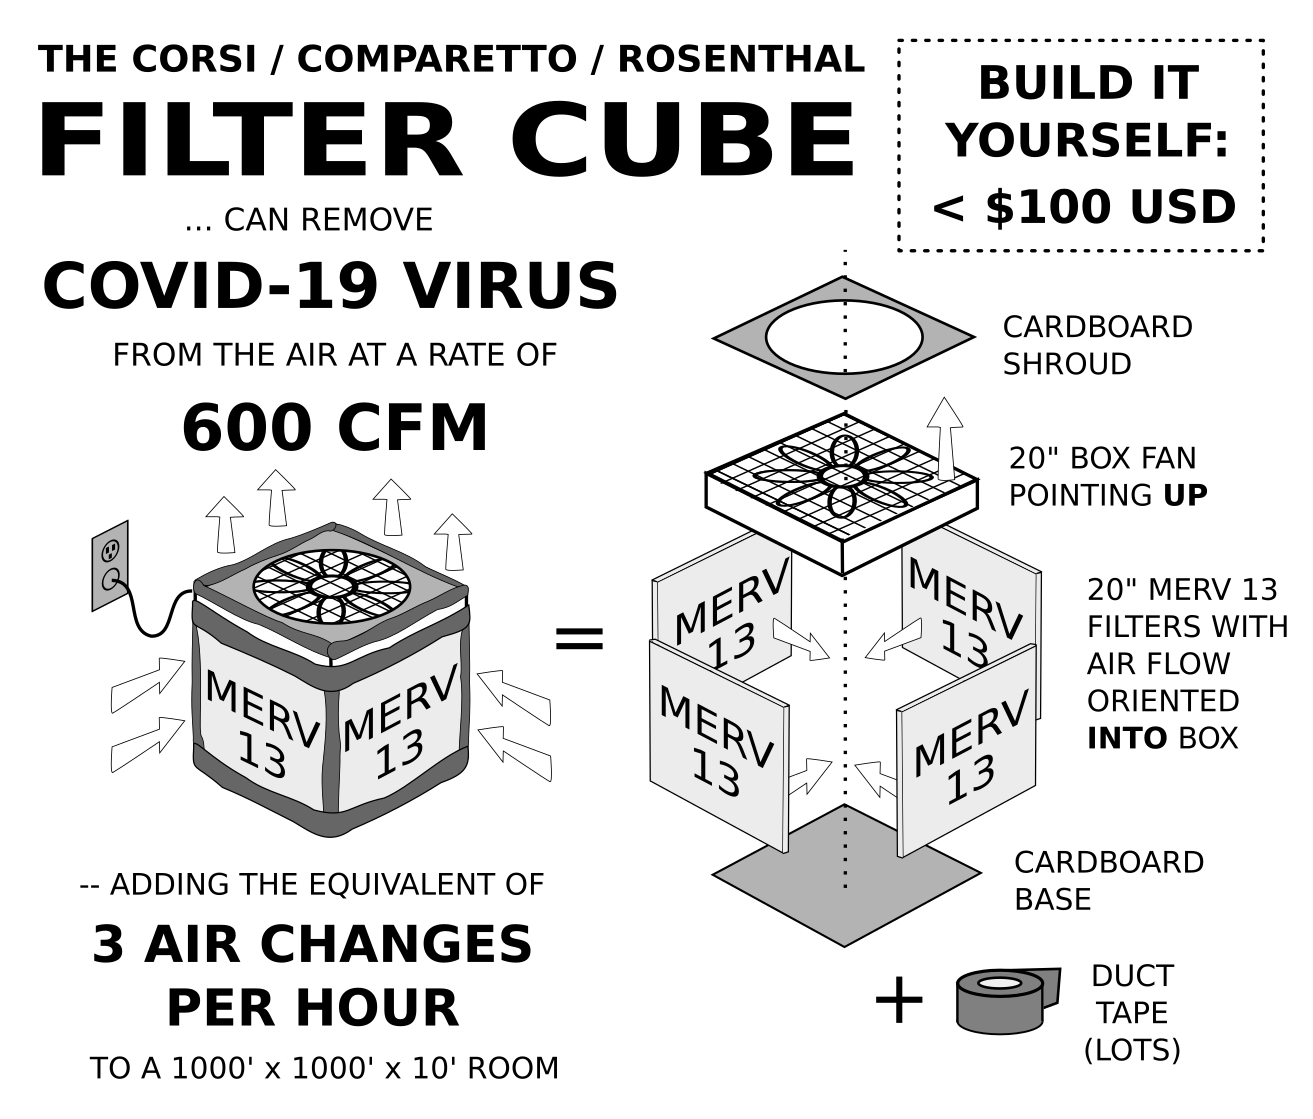 THE CORSI / COMPARETTO / ROSENTHAL
FILTER CUBE
... CAN REMOVE
COVID-19 VIRUS
FROM THE AIR AT A RATE OF
600 CFM
MERV
13
MERV
13
-- ADDING THE EQUIVALENT OF
3 AIR CHANGES
PER HOUR
TO A 1000' x 1000' x 10' ROOM
BUILD IT
YOURSELF:
< $100 USD
CARDBOARD
SHROUD
20" BOX FAN
POINTING UP
=
MERV
13
MERV
13
MERV
13
MERV
13
20" MERV 13
FILTERS WITH
AIR FLOW
ORIENTED
INTO BOX
CARDBOARD
BASE
+
DUCT
TAPE
(LOTS)